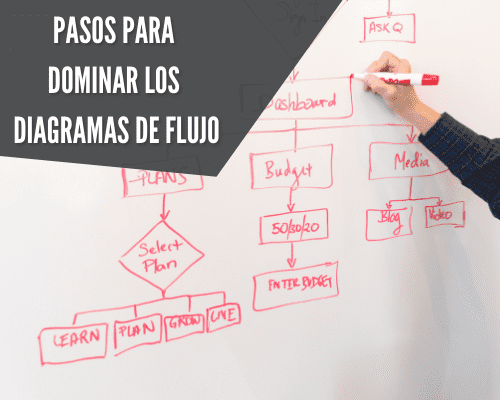 PASOS PARA
DOMINAR LOS
DIAGRAMAS DE FLUJO
ASK Q
Dashboard
PLANS
Budget
Media
50/30/20
Blog
Video
Select
Plan
ENTER BUDGET
LEARN
PLAN
GROW
LIVE